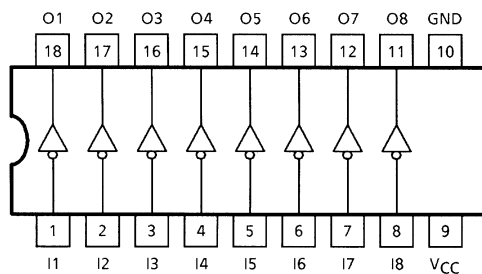 O1 O2 O3 O4 O5 O6 O7 O8 GND
18 17 16 15 14 13 12 11 10
1 2 3 4 5 6 7 8 9
I1 I2 I3 I4 I5 I6 I7 I8 VCC